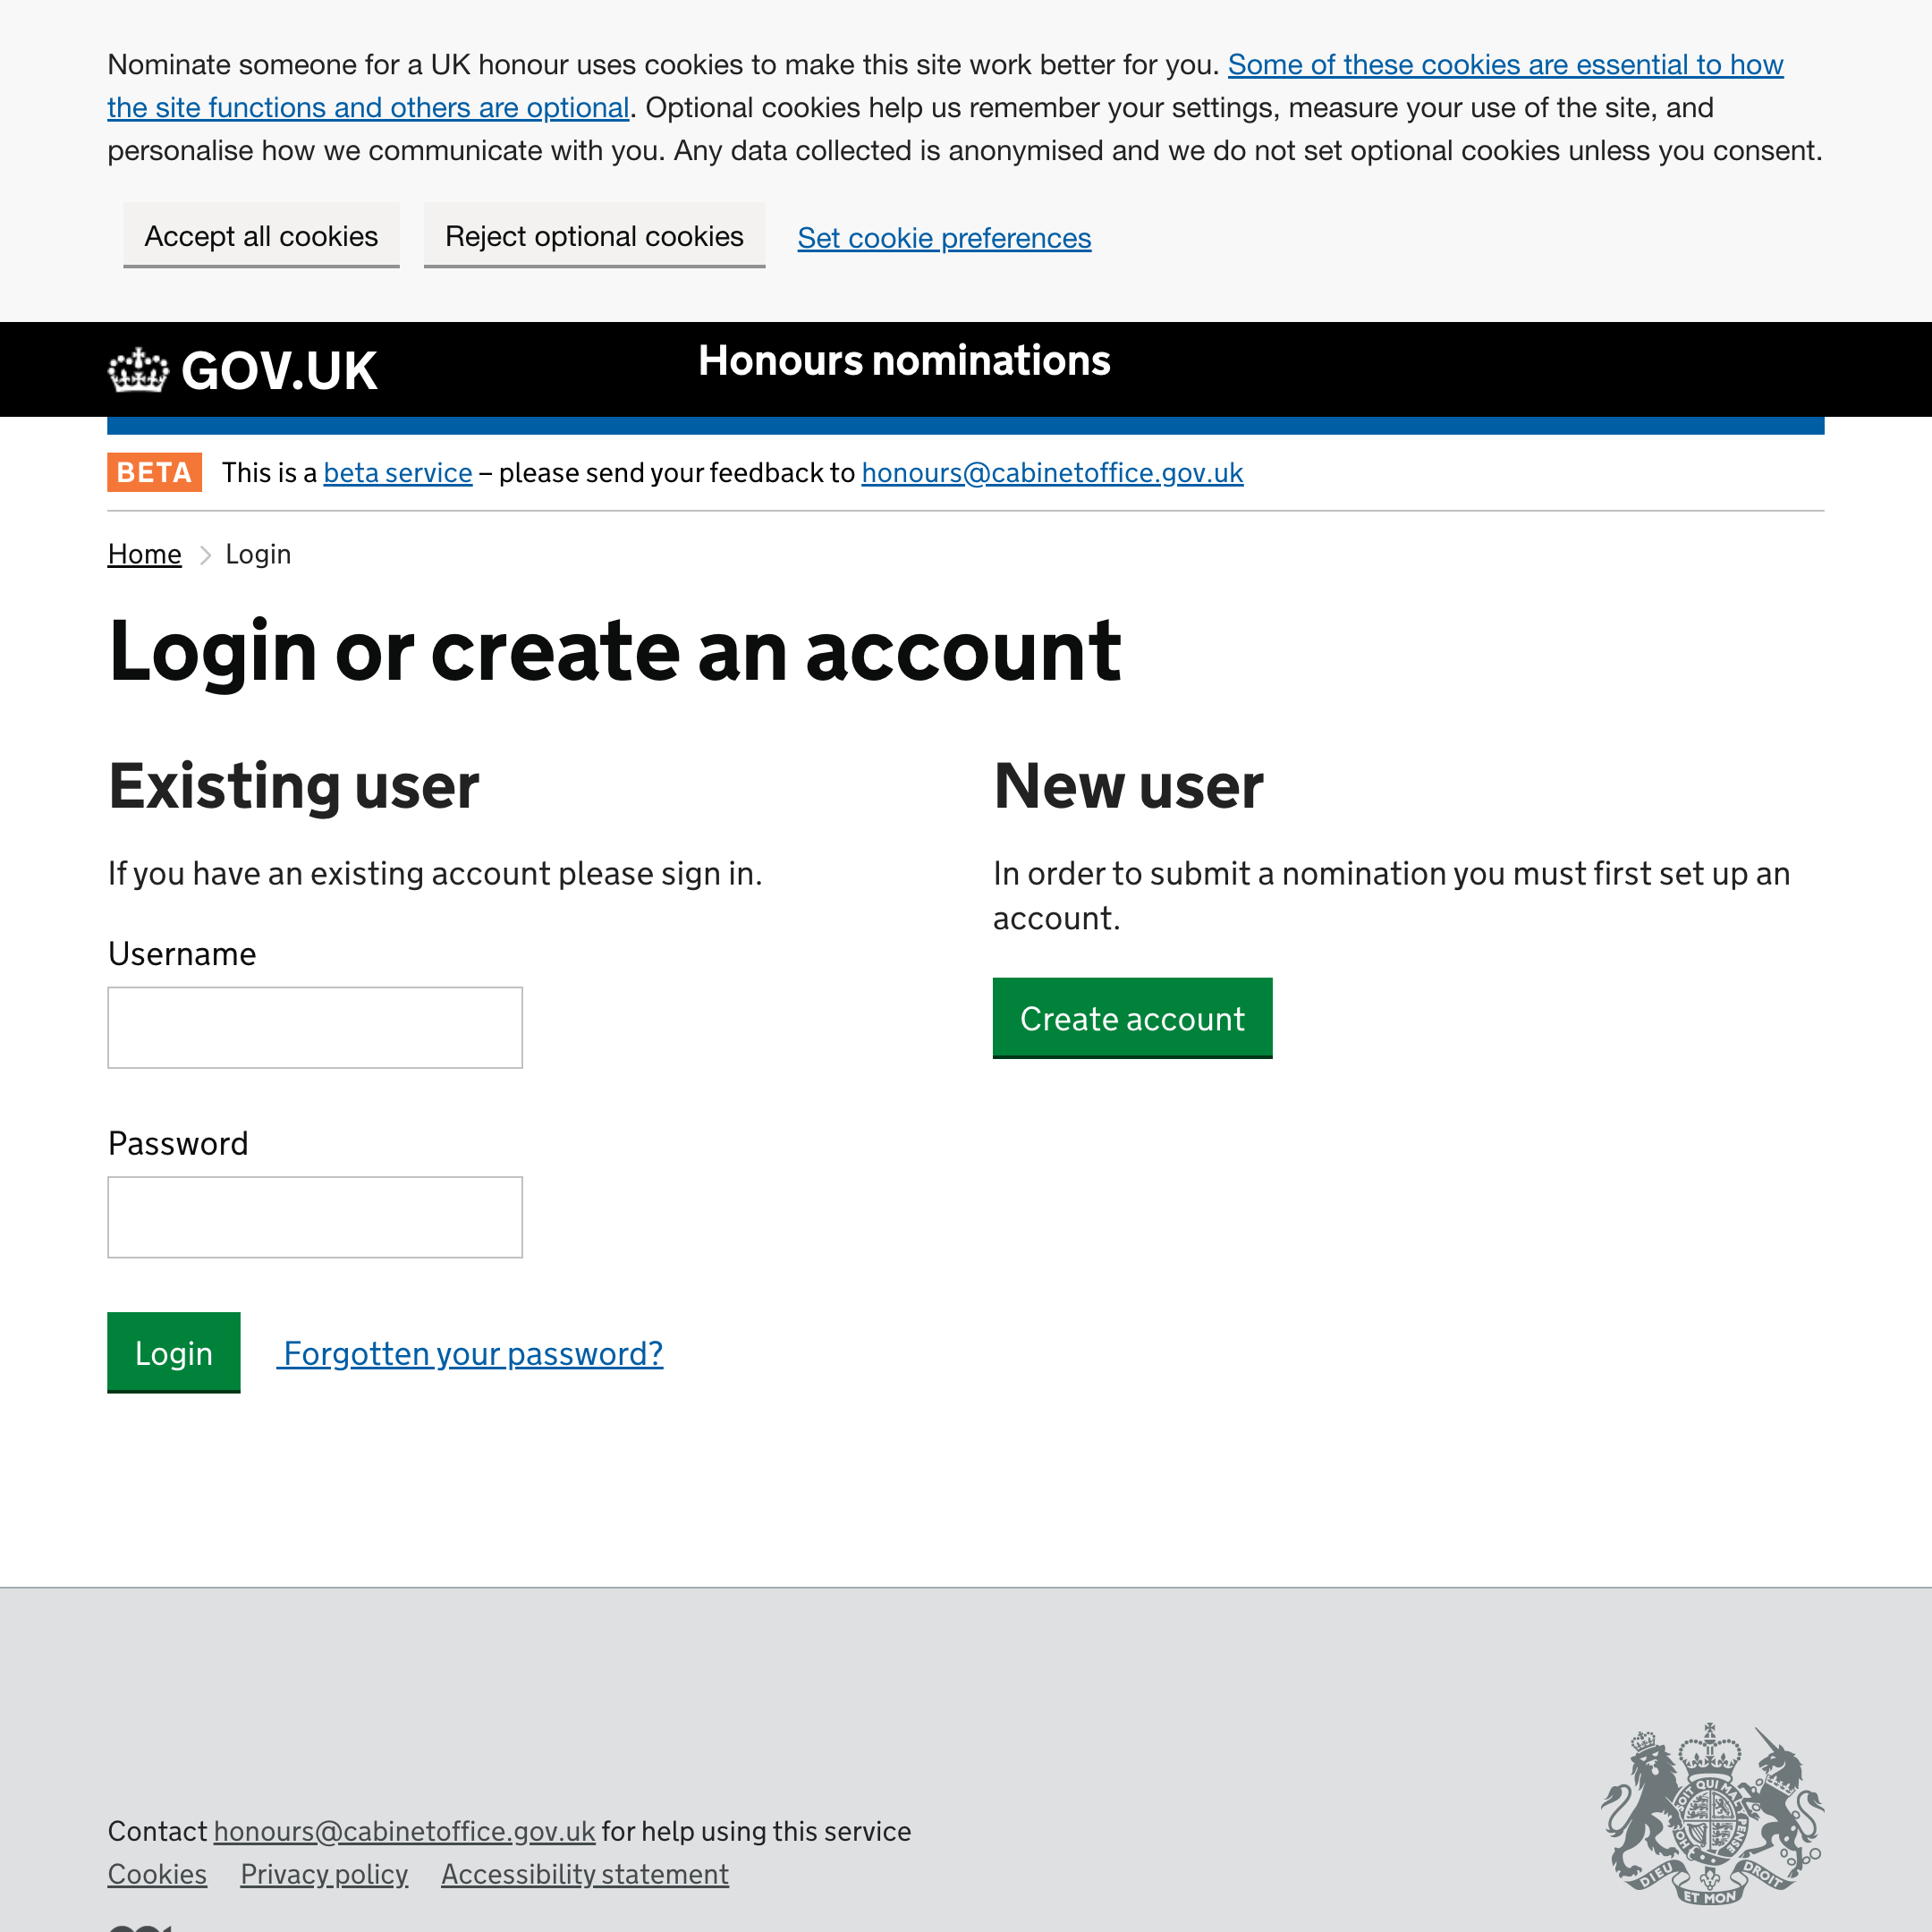 Nominate someone for a UK honour uses cookies to make this site work better for you. Some of these cookies are essential to how
the site functions and others are optional. Optional cookies help us remember your settings, measure your use of the site, and
personalise how we communicate with you. Any data collected is anonymised and we do not set optional cookies unless you consent.
Accept all cookies Reject optional cookies Set cookie preferences
GOV.UK Honours nominations
BETA This is a beta service – please send your feedback to honours@cabinetoffice.gov.uk
Home Login
Login or create an account
Existing user
If you have an existing account please sign in.
Username
Password
Login Forgotten your password?
New user
In order to submit a nomination you must first set up an
account.
Create account
Contact honours@cabinetoffice.gov.uk for help using this service
Cookies Privacy policy Accessibility statement
DIEU ET MON DROIT